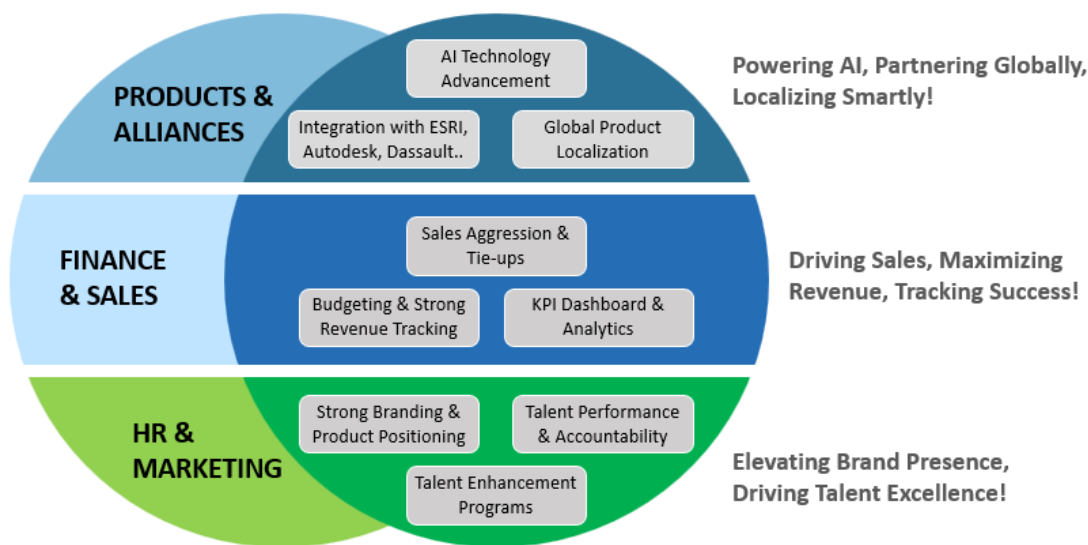 AI Technology
Advancement
PRODUCTS &
ALLIANCES
Integration with ESRI,
Autodesk, Dassault..
Global Product
Localization
Powering AI, Partnering Globally,
Localizing Smartly!
FINANCE
& SALES
Sales Aggression &
Tie-ups
Budgeting & Strong
Revenue Tracking
KPI Dashboard &
Analytics
Driving Sales, Maximizing
Revenue, Tracking Success!
HR &
MARKETING
Strong Branding &
Product Positioning
Talent Performance
& Accountability
Talent Enhancement
Programs
Elevating Brand Presence,
Driving Talent Excellence!